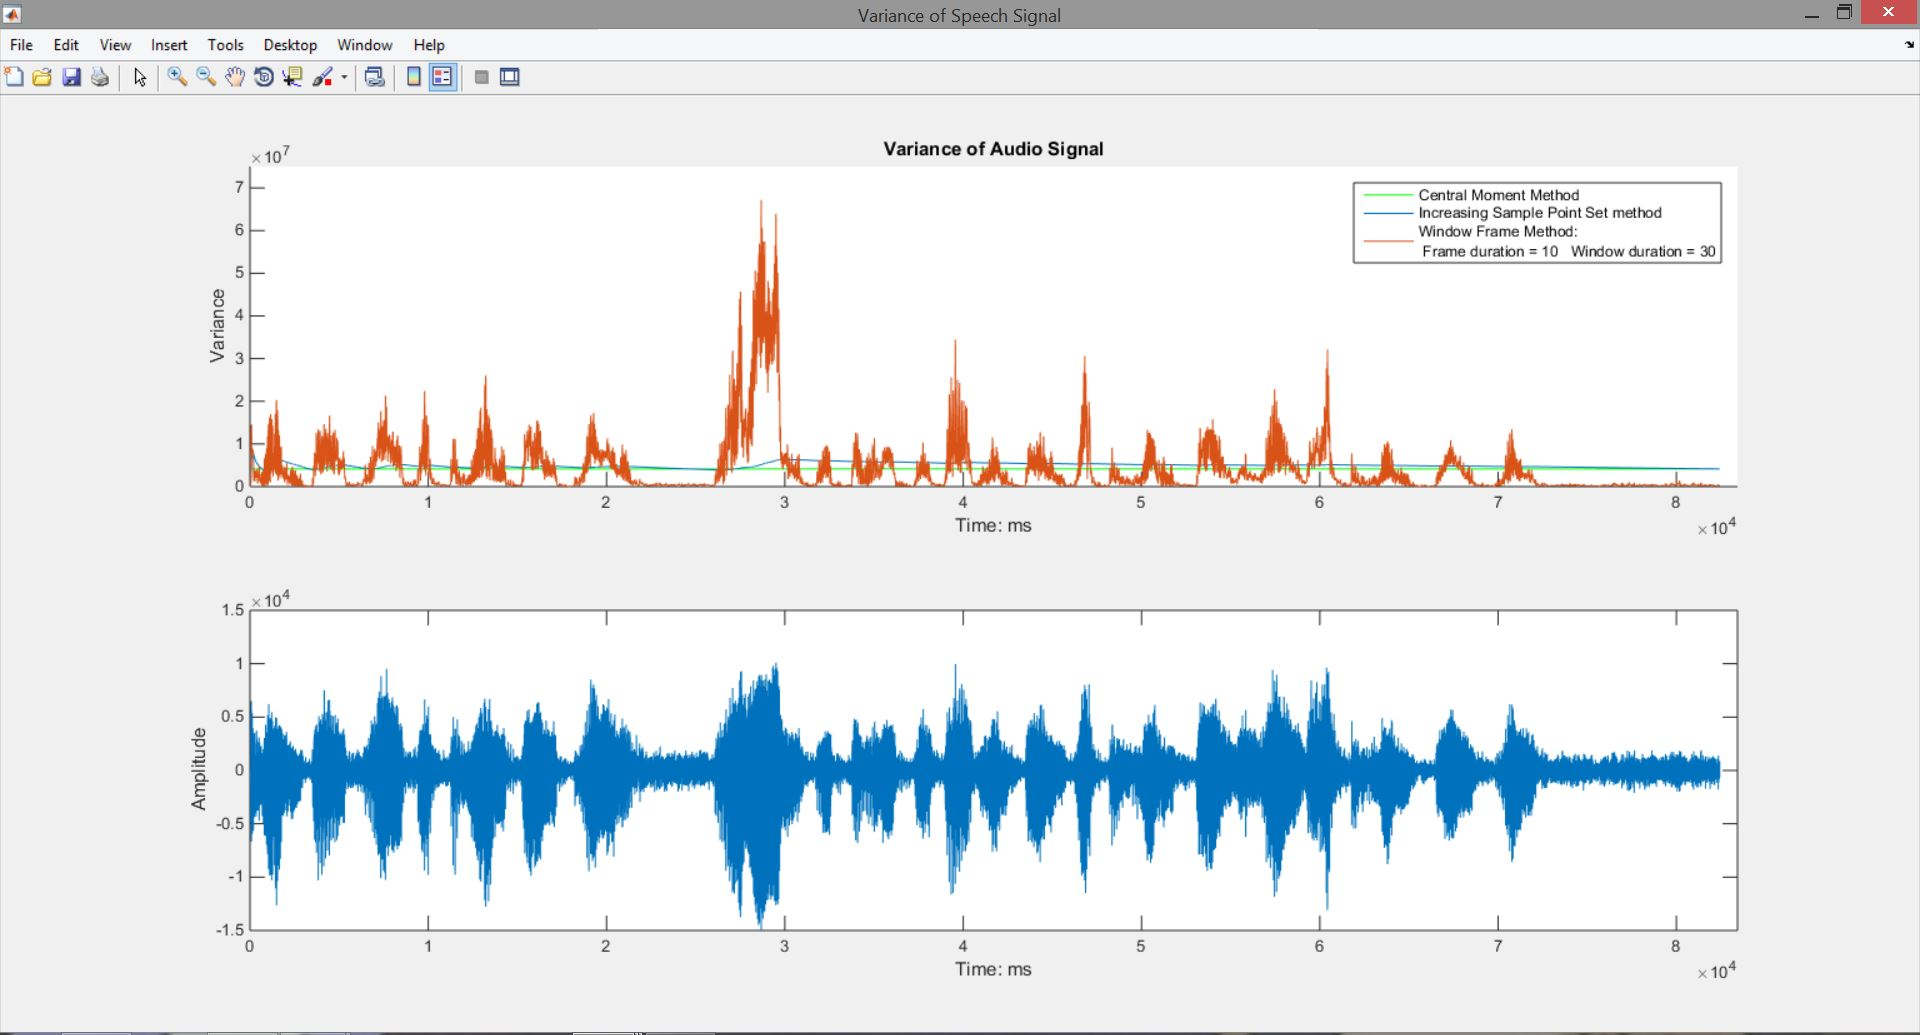 Variance of Speech Signal
File Edit View Insert Tools Desktop Window Help
Variance of Audio Signal
×10^7
7
6
5
4
3
2
1
0
Variance
Central Moment Method
Increasing Sample Point Set method
Window Frame Method:
Frame duration = 10 Window duration = 30
0 1 2 3 4 5 6 7 8
Time: ms
×10^4
×10^4
1.5
1
0.5
0
-0.5
-1
-1.5
Amplitude
0 1 2 3 4 5 6 7 8
Time: ms
×10^4